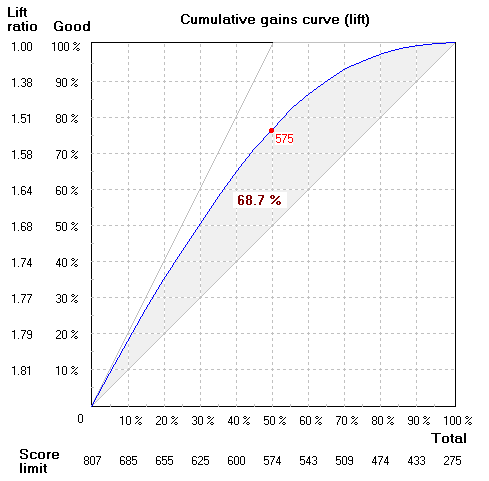 Lift
ratio Good Cumulative gains curve (lift)
1.00 100 %
1.38 90 %
1.51 80 %
575
1.58 70 %
1.64 60 %
68.7 %
1.68 50 %
1.74 40 %
1.77 30 %
1.79 20 %
1.81 10 %
0 10 % 20 % 30 % 40 % 50 % 60 % 70 % 80 % 90 % 100 %
Total
Score
limit 807 685 655 625 600 574 543 509 474 433 275